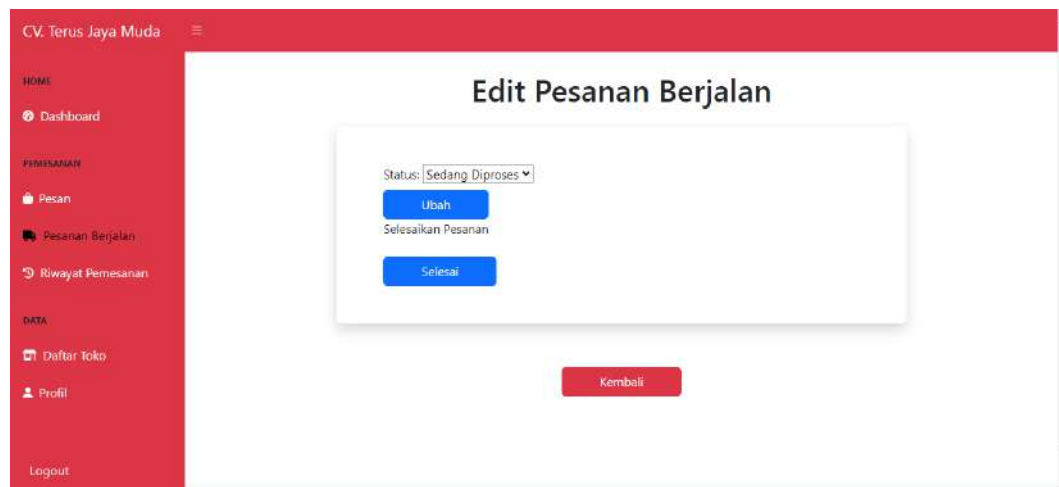 CV. Terus Jaya Muda
HOME
Dashboard
PEMESANAN
Pesan
Pesanan Berjalan
Riwayat Pemesanan
DATA
Daftar Toko
Profil
Logout
Edit Pesanan Berjalan
Status: Sedang Diproses
Ubah
Selesaikan Pesanan
Selesai
Kembali